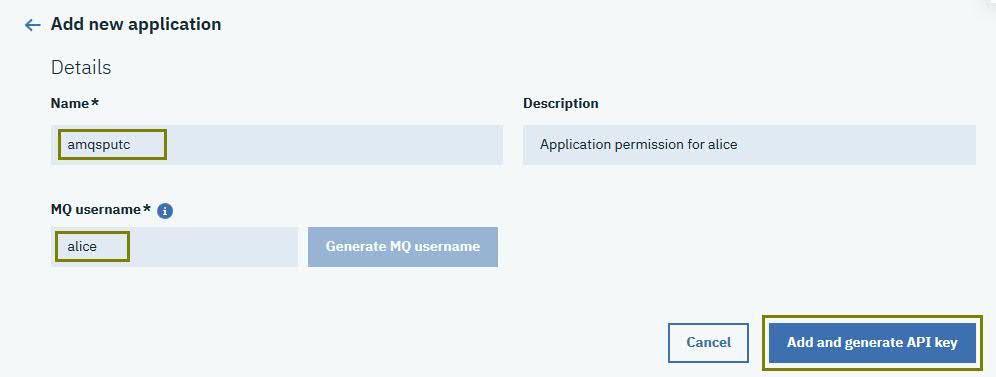 ← Add new application
Details
Name*
Description
amqsputc
Application permission for alice
MQ username* i
alice
Generate MQ username
Cancel
Add and generate API key